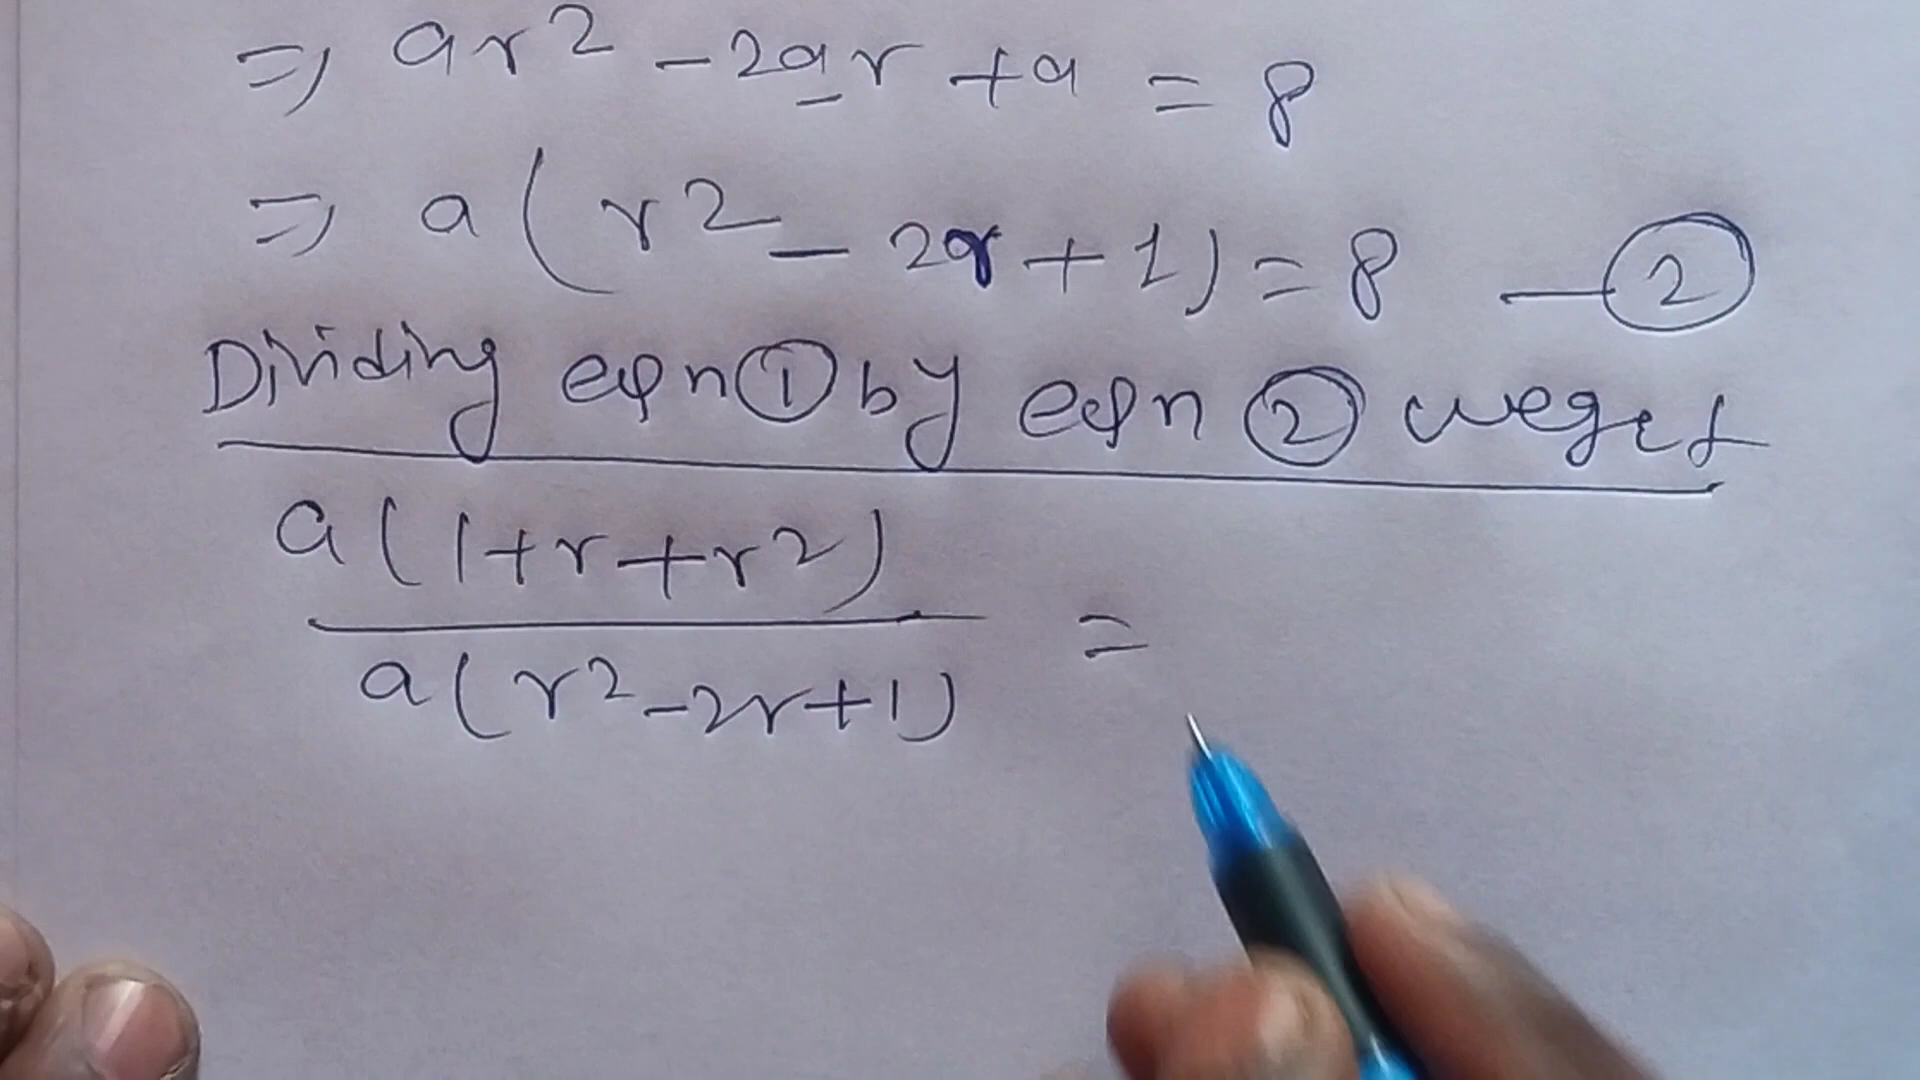 ⇒ ar² - 2ar + a = 8
⇒ a(r² - 2r + 1) = 8 — ②
Dividing eqn ① by eqn ② we get
a(1+r+r²)
a(r²-2r+1) =